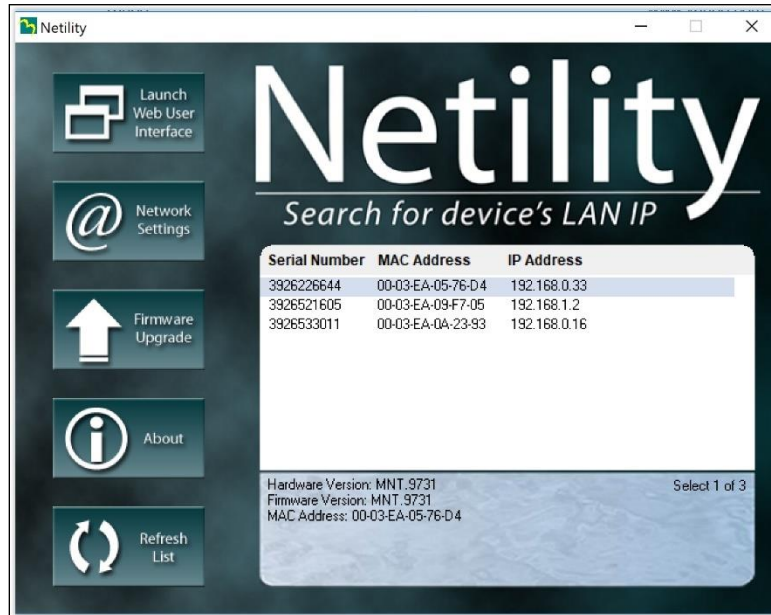 Netility
Launch
Web User
Interface
Network
Settings
Firmware
Upgrade
About
Refresh
List
Netility
Search for device's LAN IP
Serial Number MAC Address IP Address
3926226644 00-03-EA-05-76-D4 192.168.0.33
3926521605 00-03-EA-09-F7-05 192.168.1.2
3926533011 00-03-EA-0A-23-93 192.168.0.16
Hardware Version: MNT.9731 Select 1 of 3
Firmware Version: MNT.9731
MAC Address: 00-03-EA-05-76-D4